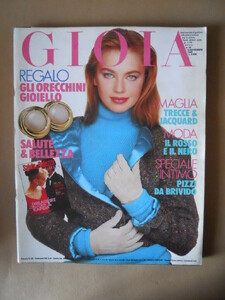 GIOIA
REGALO
GLI ORECCHINI
GIOIELLO
SALUTE
& BELLEZZA
MAGLIA
TRECCE &
JACQUARD
MODA
IL ROSSO
E IL NERO
SPECIALE
INTIMO
PIZZI
DA BRIVIDO